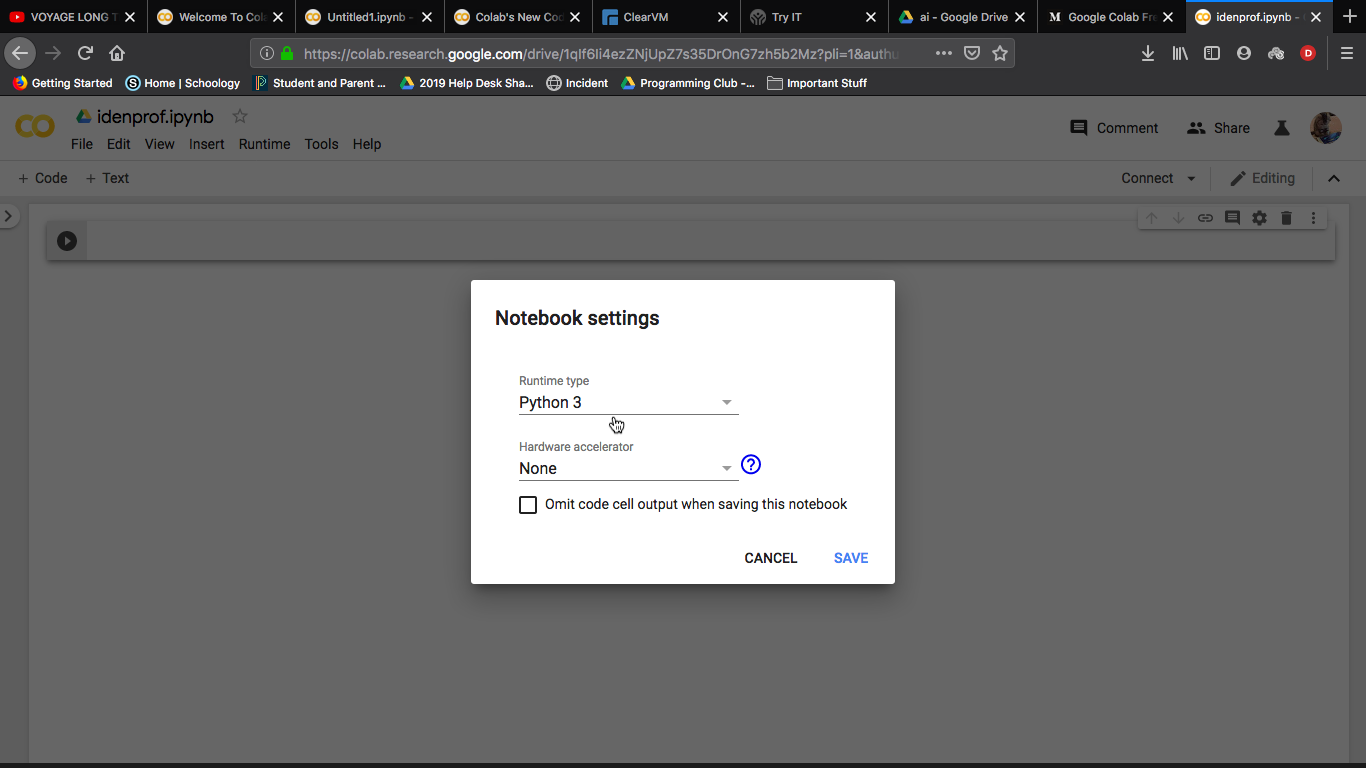 VOYAGE LONG T
Welcome To Cola
Untitled1.ipynb -
Colab's New Co
ClearVM
Try IT
ai - Google Drive
M Google Colab Fre
idenprof.ipynb -
https://colab.research.google.com/drive/1qIf6Ii4ezZNjUpZ7s35DrOnG7zh5b2Mz?pli=1&authu
D
Getting Started
S Home | Schoology
P Student and Parent ...
2019 Help Desk Sha...
Incident
Programming Club -...
Important Stuff
idenprof.ipynb
Comment
Share
File Edit View Insert Runtime Tools Help
+ Code + Text
Connect
Editing
Notebook settings
Runtime type
Python 3
Hardware accelerator
None
?
Omit code cell output when saving this notebook
CANCEL SAVE